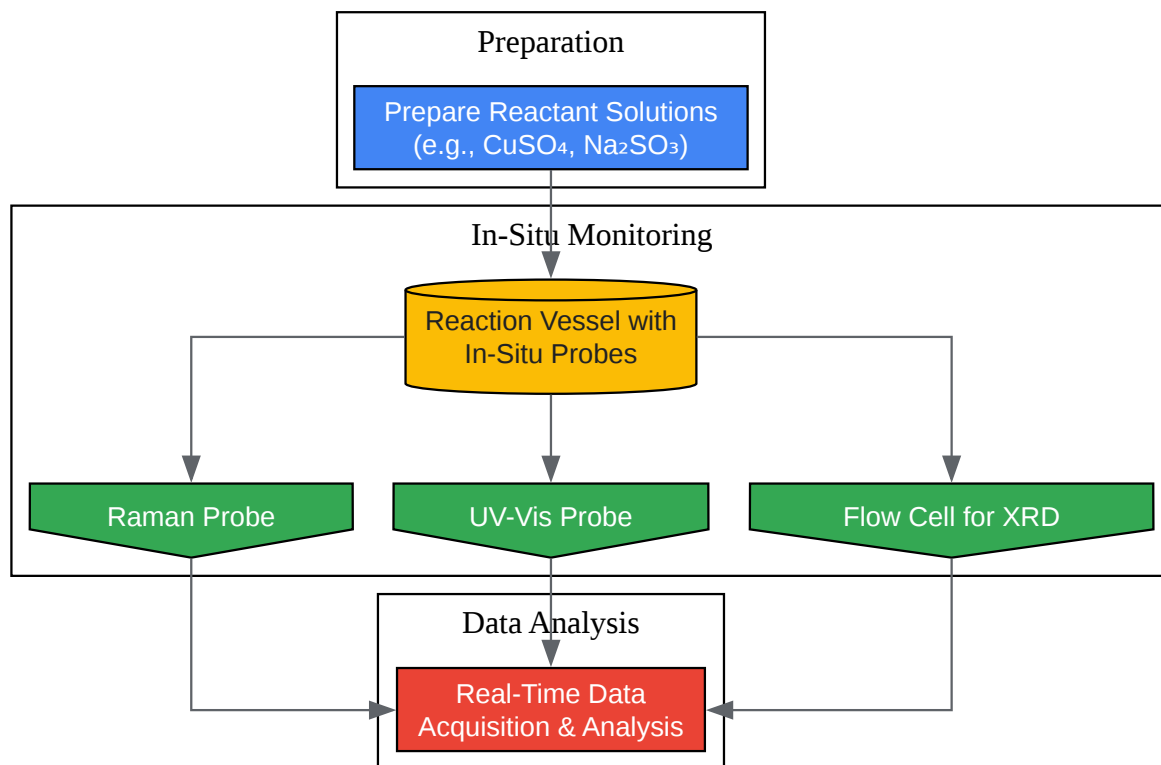 Preparation
Prepare Reactant Solutions
(e.g., CuSO₄, Na₂SO₃)
In-Situ Monitoring
Reaction Vessel with
In-Situ Probes
Raman Probe
UV-Vis Probe
Flow Cell for XRD
Data Analysis
Real-Time Data
Acquisition & Analysis